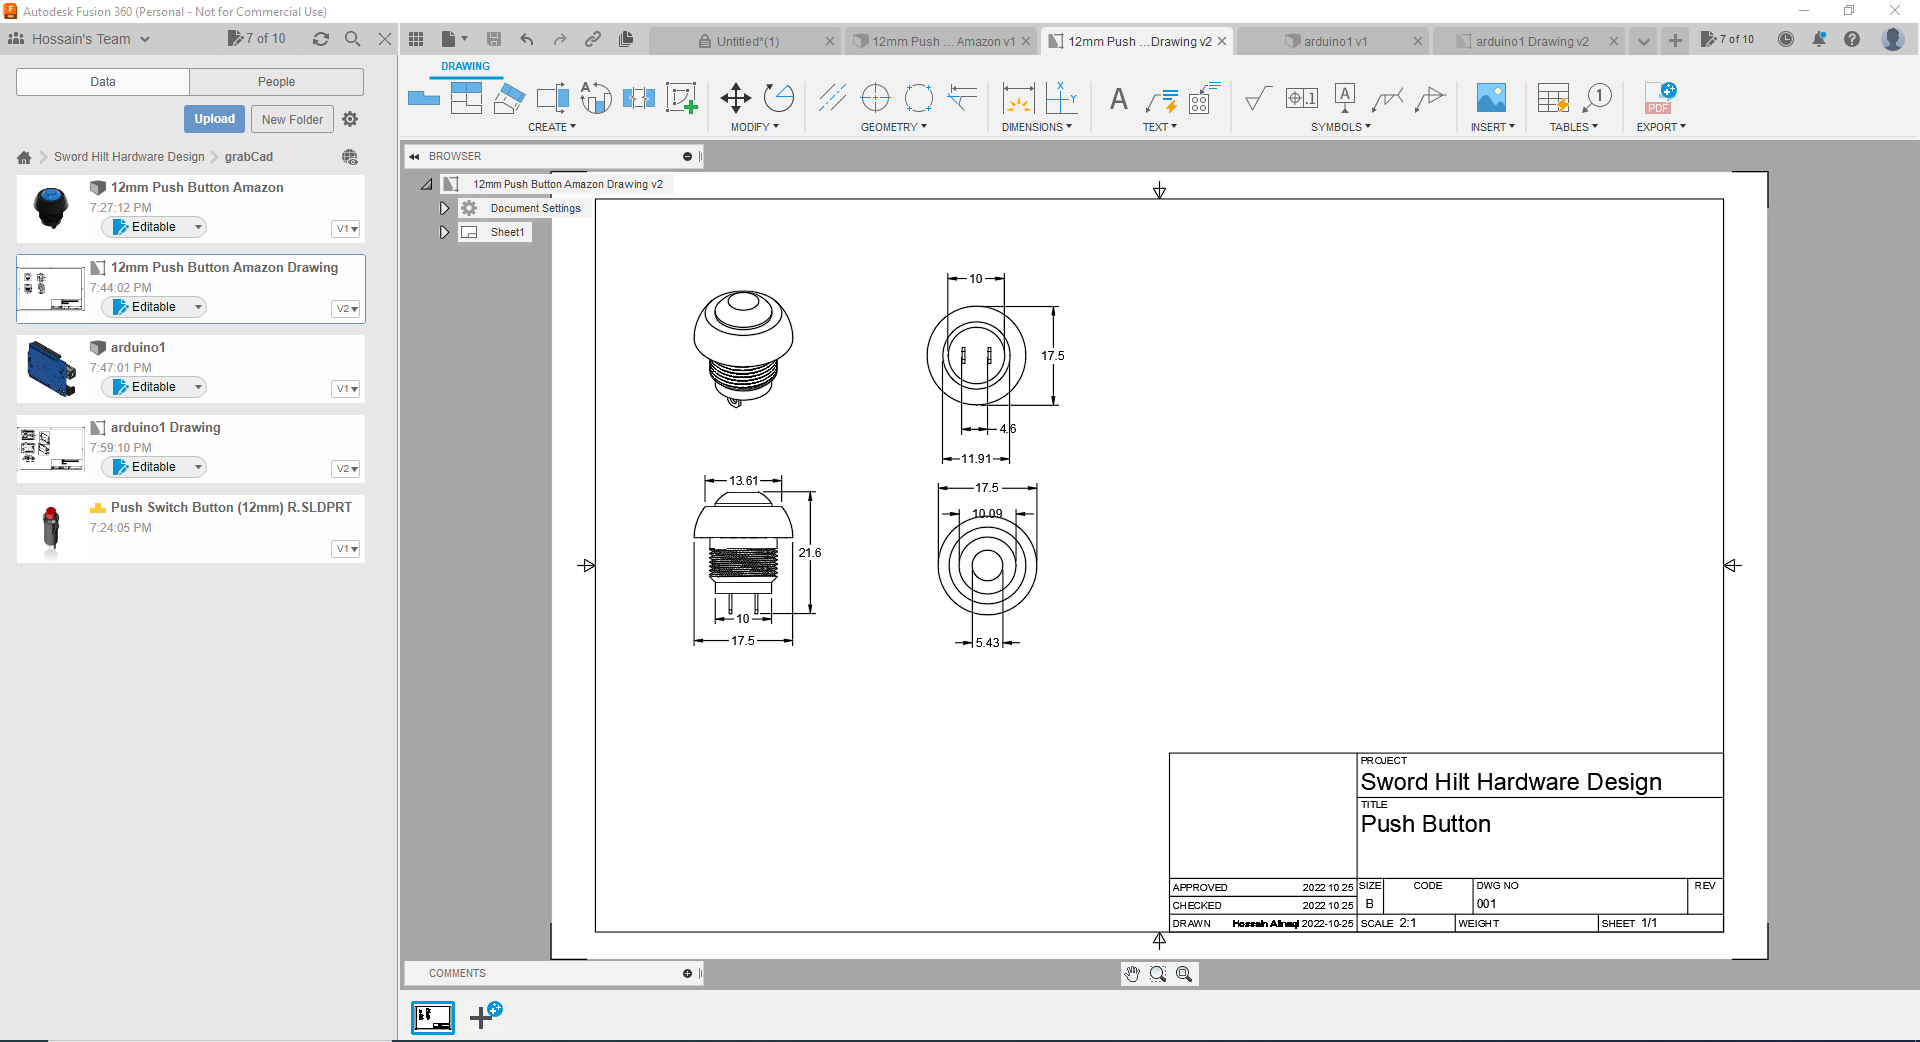 Autodesk Fusion 360 (Personal - Not for Commercial Use)
Hossain's Team
7 of 10
Untitled*(1)
12mm Push ... Amazon v1
12mm Push ...Drawing v2
arduino1 v1
arduino1 Drawing v2
7 of 10
Data
People
Upload
New Folder
Sword Hilt Hardware Design
grabCad
12mm Push Button Amazon
7:27:12 PM
Editable
V1
12mm Push Button Amazon Drawing
7:44:02 PM
Editable
V2
arduino1
7:47:01 PM
Editable
V1
arduino1 Drawing
7:59:10 PM
Editable
V2
Push Switch Button (12mm) R.SLDPRT
7:24:05 PM
V1
DRAWING
CREATE
MODIFY
GEOMETRY
DIMENSIONS
TEXT
SYMBOLS
INSERT
TABLES
PDF
EXPORT
BROWSER
12mm Push Button Amazon Drawing v2
Document Settings
Sheet1
10
17.5
4.6
11.91
13.61
21.6
10
17.5
17.5
10.09
5.43
PROJECT
Sword Hilt Hardware Design
TITLE
Push Button
APPROVED 2022 10 25
CHECKED 2022 10 25
DRAWN Hossain Alnaqi 2022-10-25
SIZE
B
CODE
DWG NO
001
REV
SCALE 2:1
WEIGHT
SHEET 1/1
COMMENTS